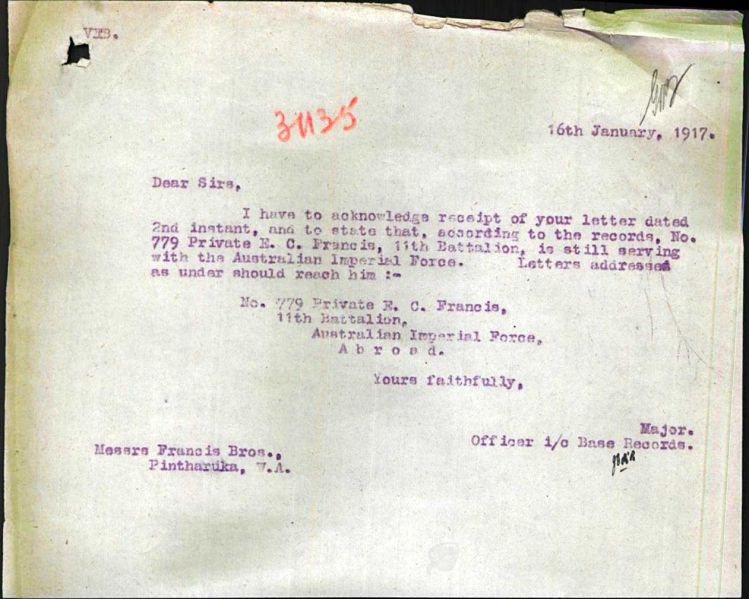 VIB.
31135
16th January, 1917.
Dear Sirs,
I have to acknowledge receipt of your letter dated
2nd instant, and to state that, according to the records, No.
779 Private E. C. Francis, 11th Battalion, is still serving
with the Australian Imperial Force. Letters addressed
as under should reach him :-
No. 779 Private E. C. Francis,
11th Battalion,
Australian Imperial Force,
A b r o a d.
Yours faithfully,
Major.
Officer i/c Base Records.
Messrs Francis Bros.,
Pintharuka, W.A.